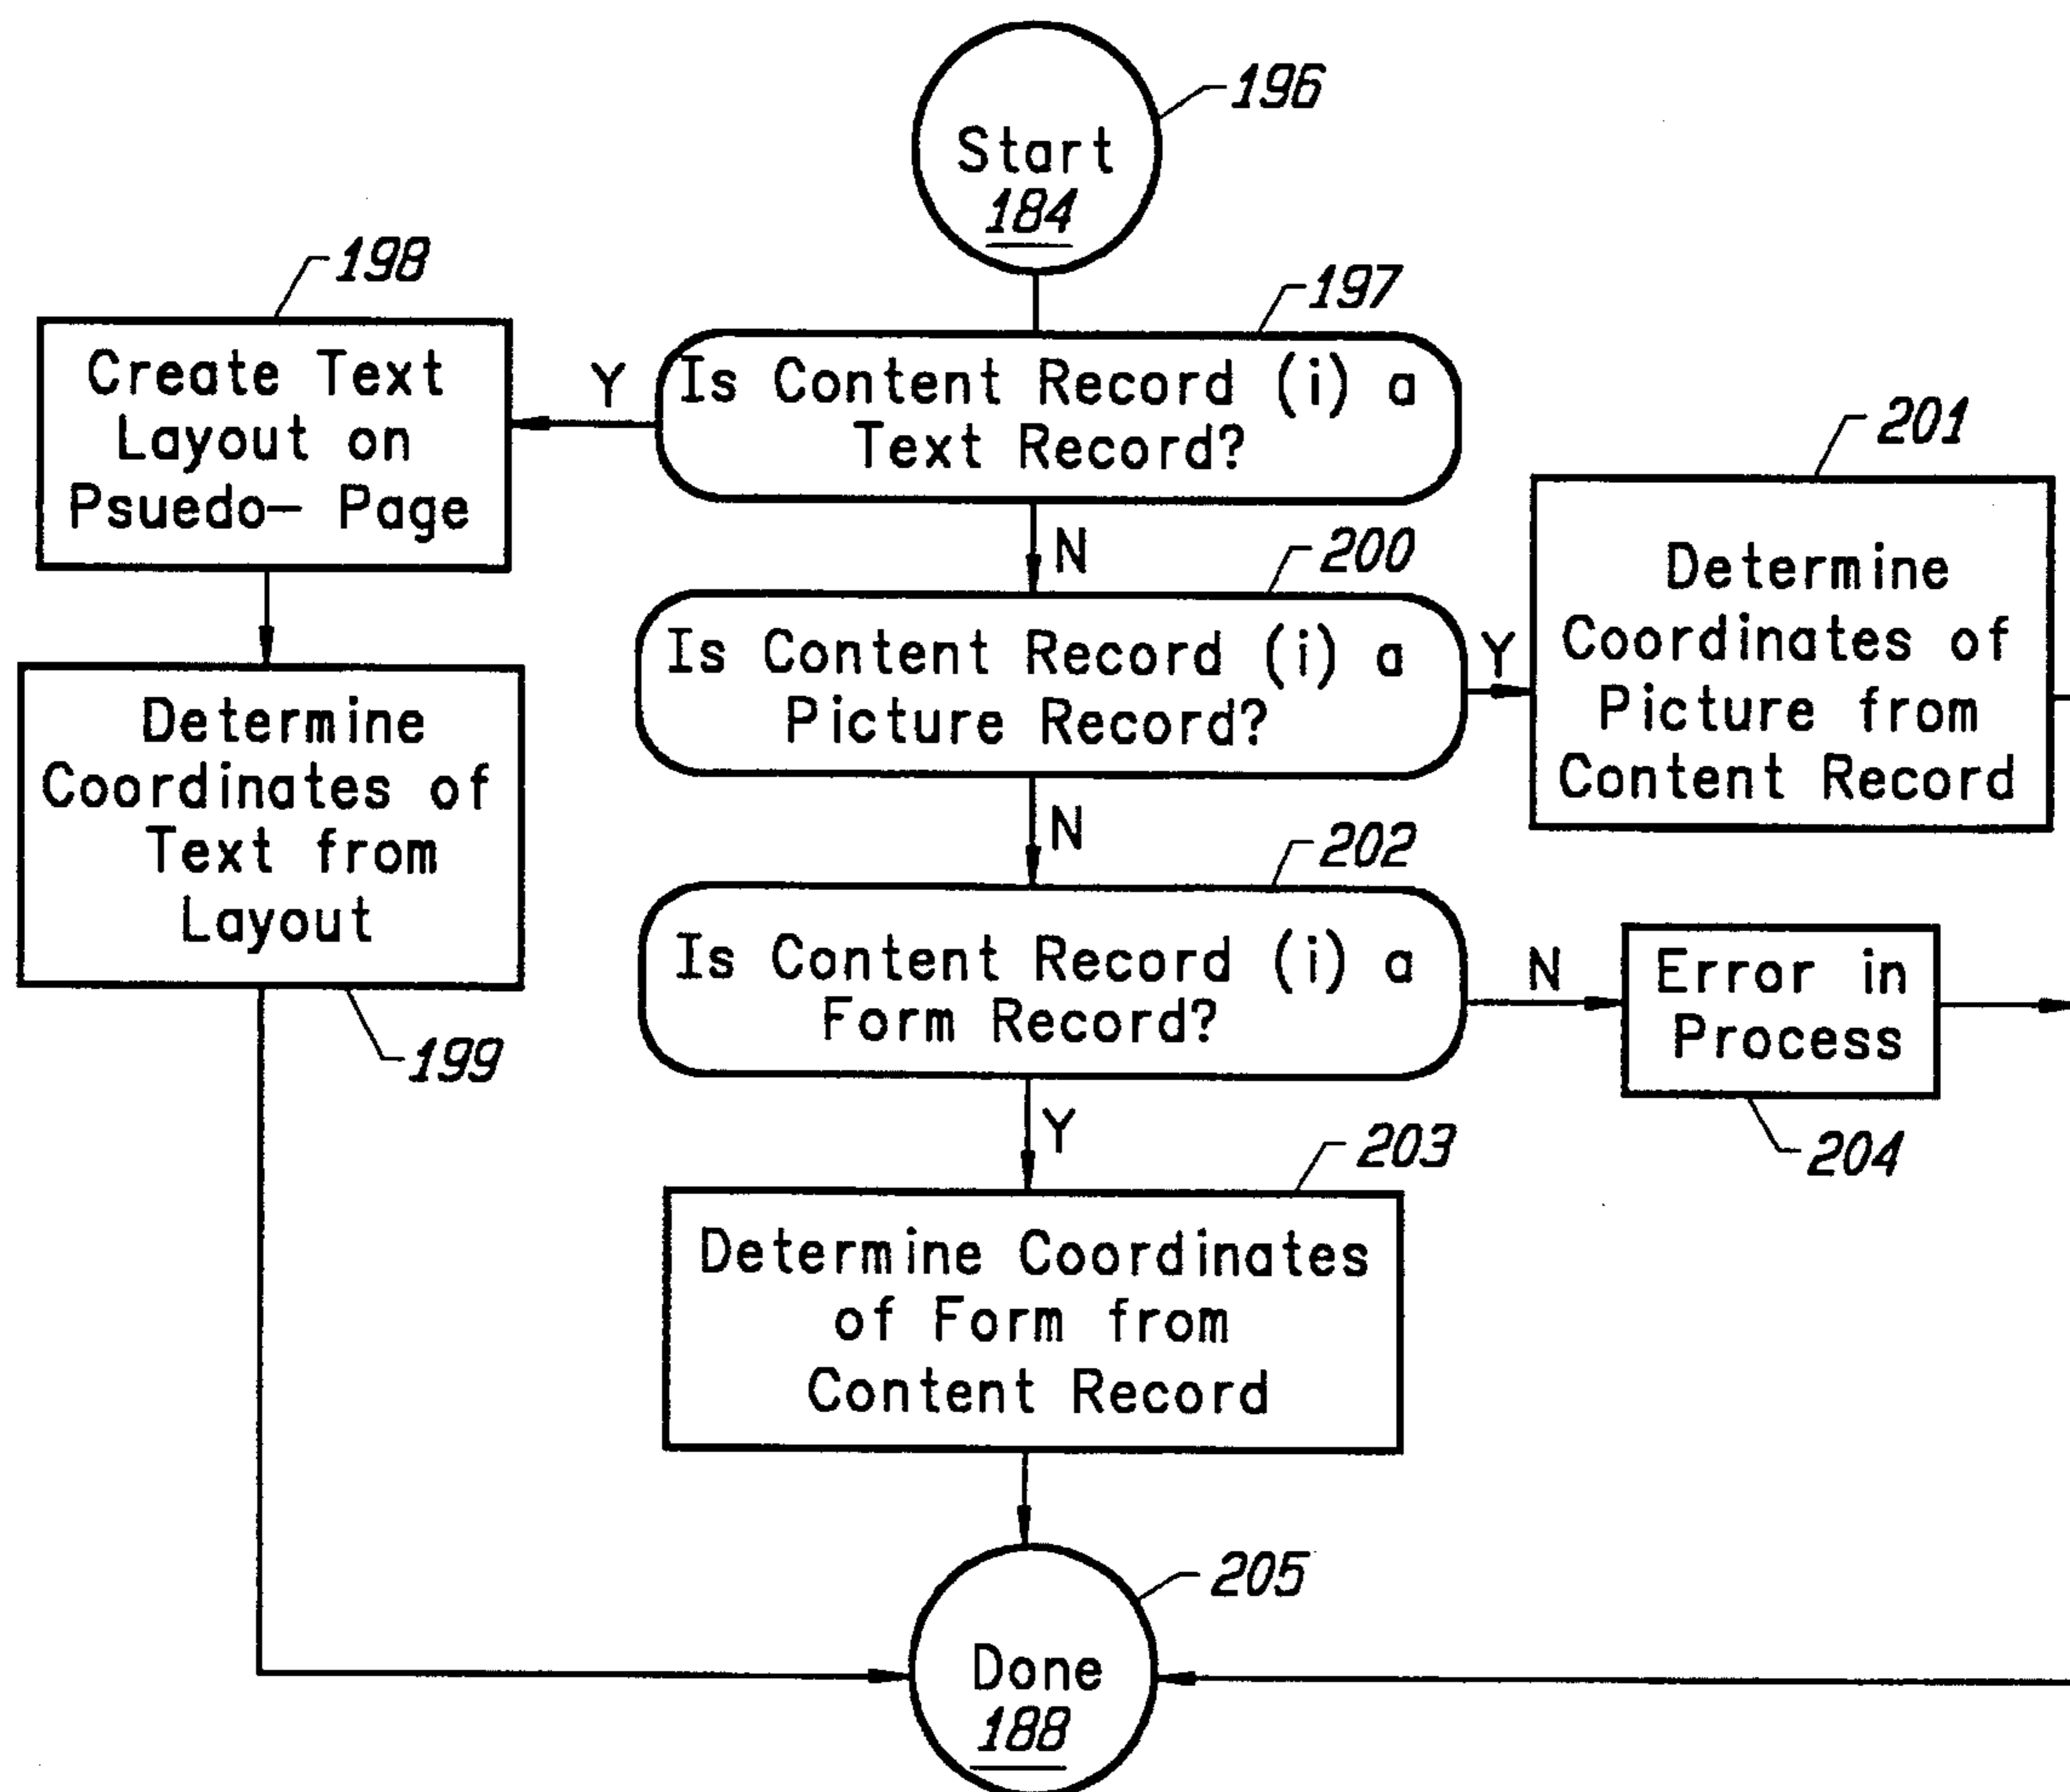 196
Start
184
197
198
Create Text
Layout on
Psuedo- Page
Y
Is Content Record (i) a
Text Record?
N
200
201
Is Content Record (i) a
Picture Record?
Y
Determine
Coordinates of
Picture from
Content Record
Determine
Coordinates of
Text from
Layout
199
N
202
Is Content Record (i) a
Form Record?
N
Error in
Process
204
Y
203
Determine Coordinates
of Form from
Content Record
205
Done
188